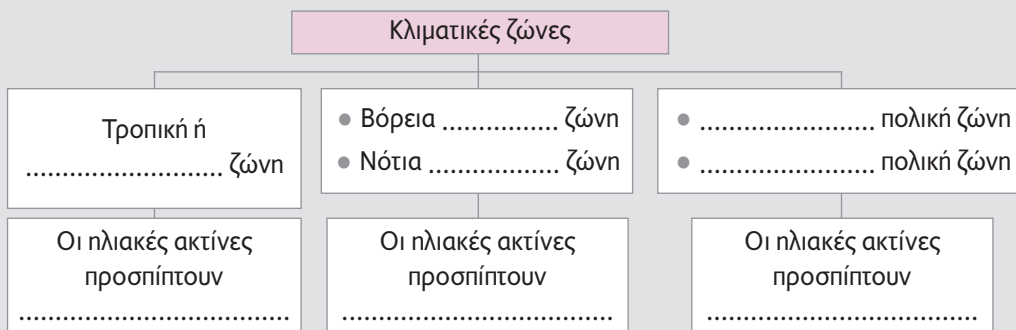 Κλιματικές ζώνες
Τροπική ή
............................ ζώνη
Οι ηλιακές ακτίνες
προσπίπτουν
.......................................
● Βόρεια ................. ζώνη
● Νότια ................... ζώνη
Οι ηλιακές ακτίνες
προσπίπτουν
.......................................
● ......................... πολική ζώνη
● ......................... πολική ζώνη
Οι ηλιακές ακτίνες
προσπίπτουν
.......................................